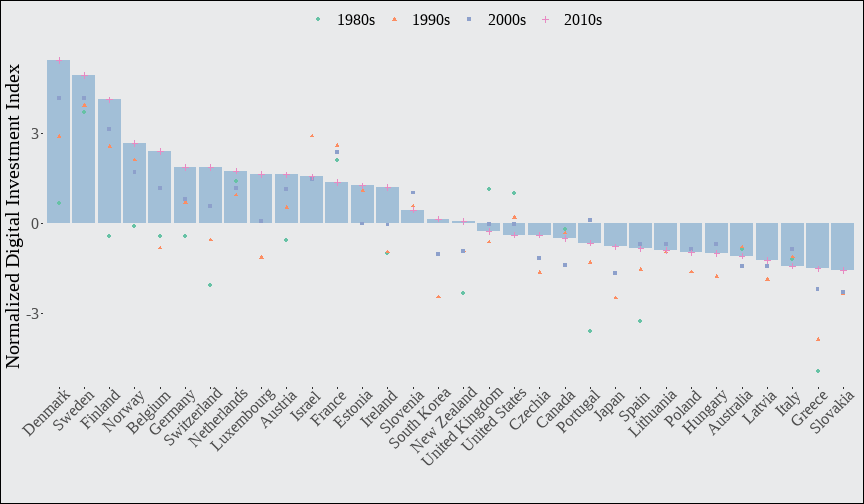 1980s 1990s 2000s 2010s
Normalized Digital Investment Index
3
0
-3
Denmark
Sweden
Finland
Norway
Belgium
Germany
Switzerland
Netherlands
Luxembourg
Austria
Israel
France
Estonia
Ireland
Slovenia
South Korea
New Zealand
United Kingdom
United States
Czechia
Canada
Portugal
Japan
Spain
Lithuania
Poland
Hungary
Australia
Latvia
Italy
Greece
Slovakia